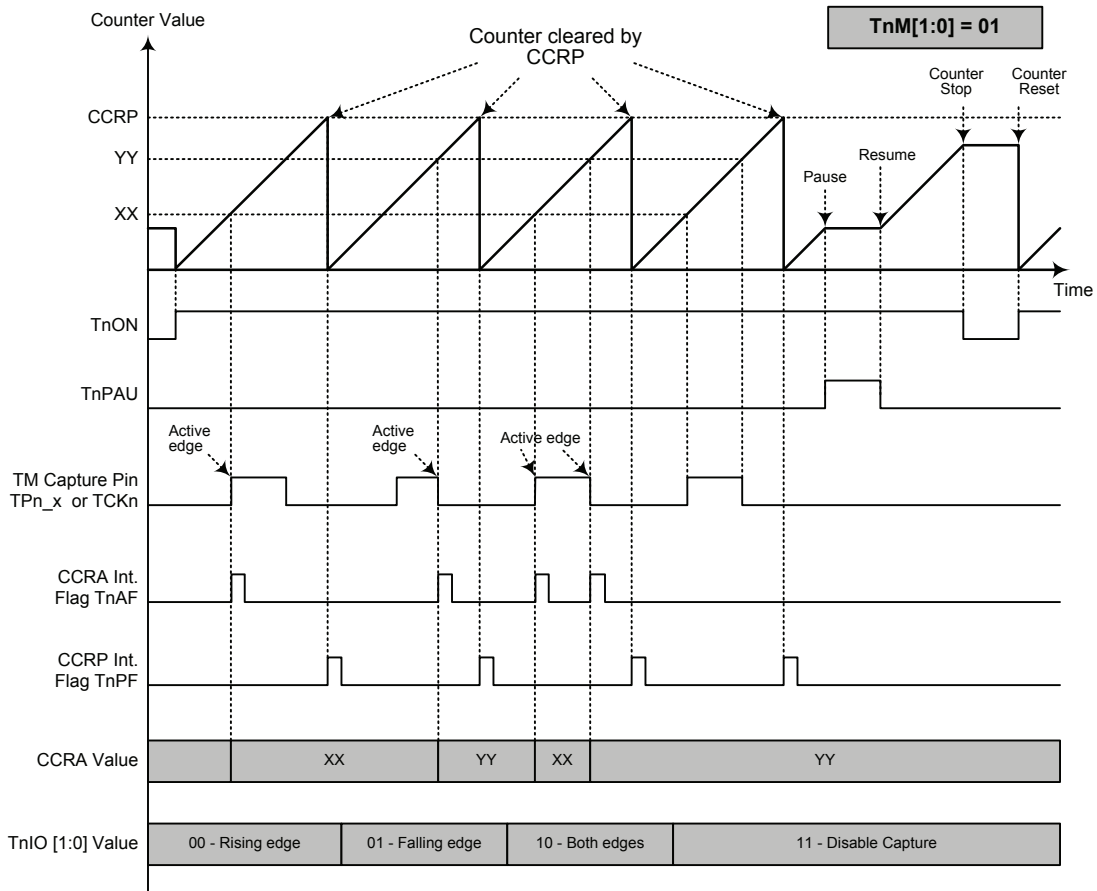 Counter Value
TnM[1:0] = 01
Counter cleared by
CCRP
Counter
Stop
Counter
Reset
CCRP
YY
XX
Pause
Resume
Time
TnON
TnPAU
Active
edge
Active
edge
Active edge
TM Capture Pin
TPn_x or TCKn
CCRA Int.
Flag TnAF
CCRP Int.
Flag TnPF
CCRA Value
XX
YY
XX
YY
TnIO [1:0] Value
00 - Rising edge
01 - Falling edge
10 - Both edges
11 - Disable Capture